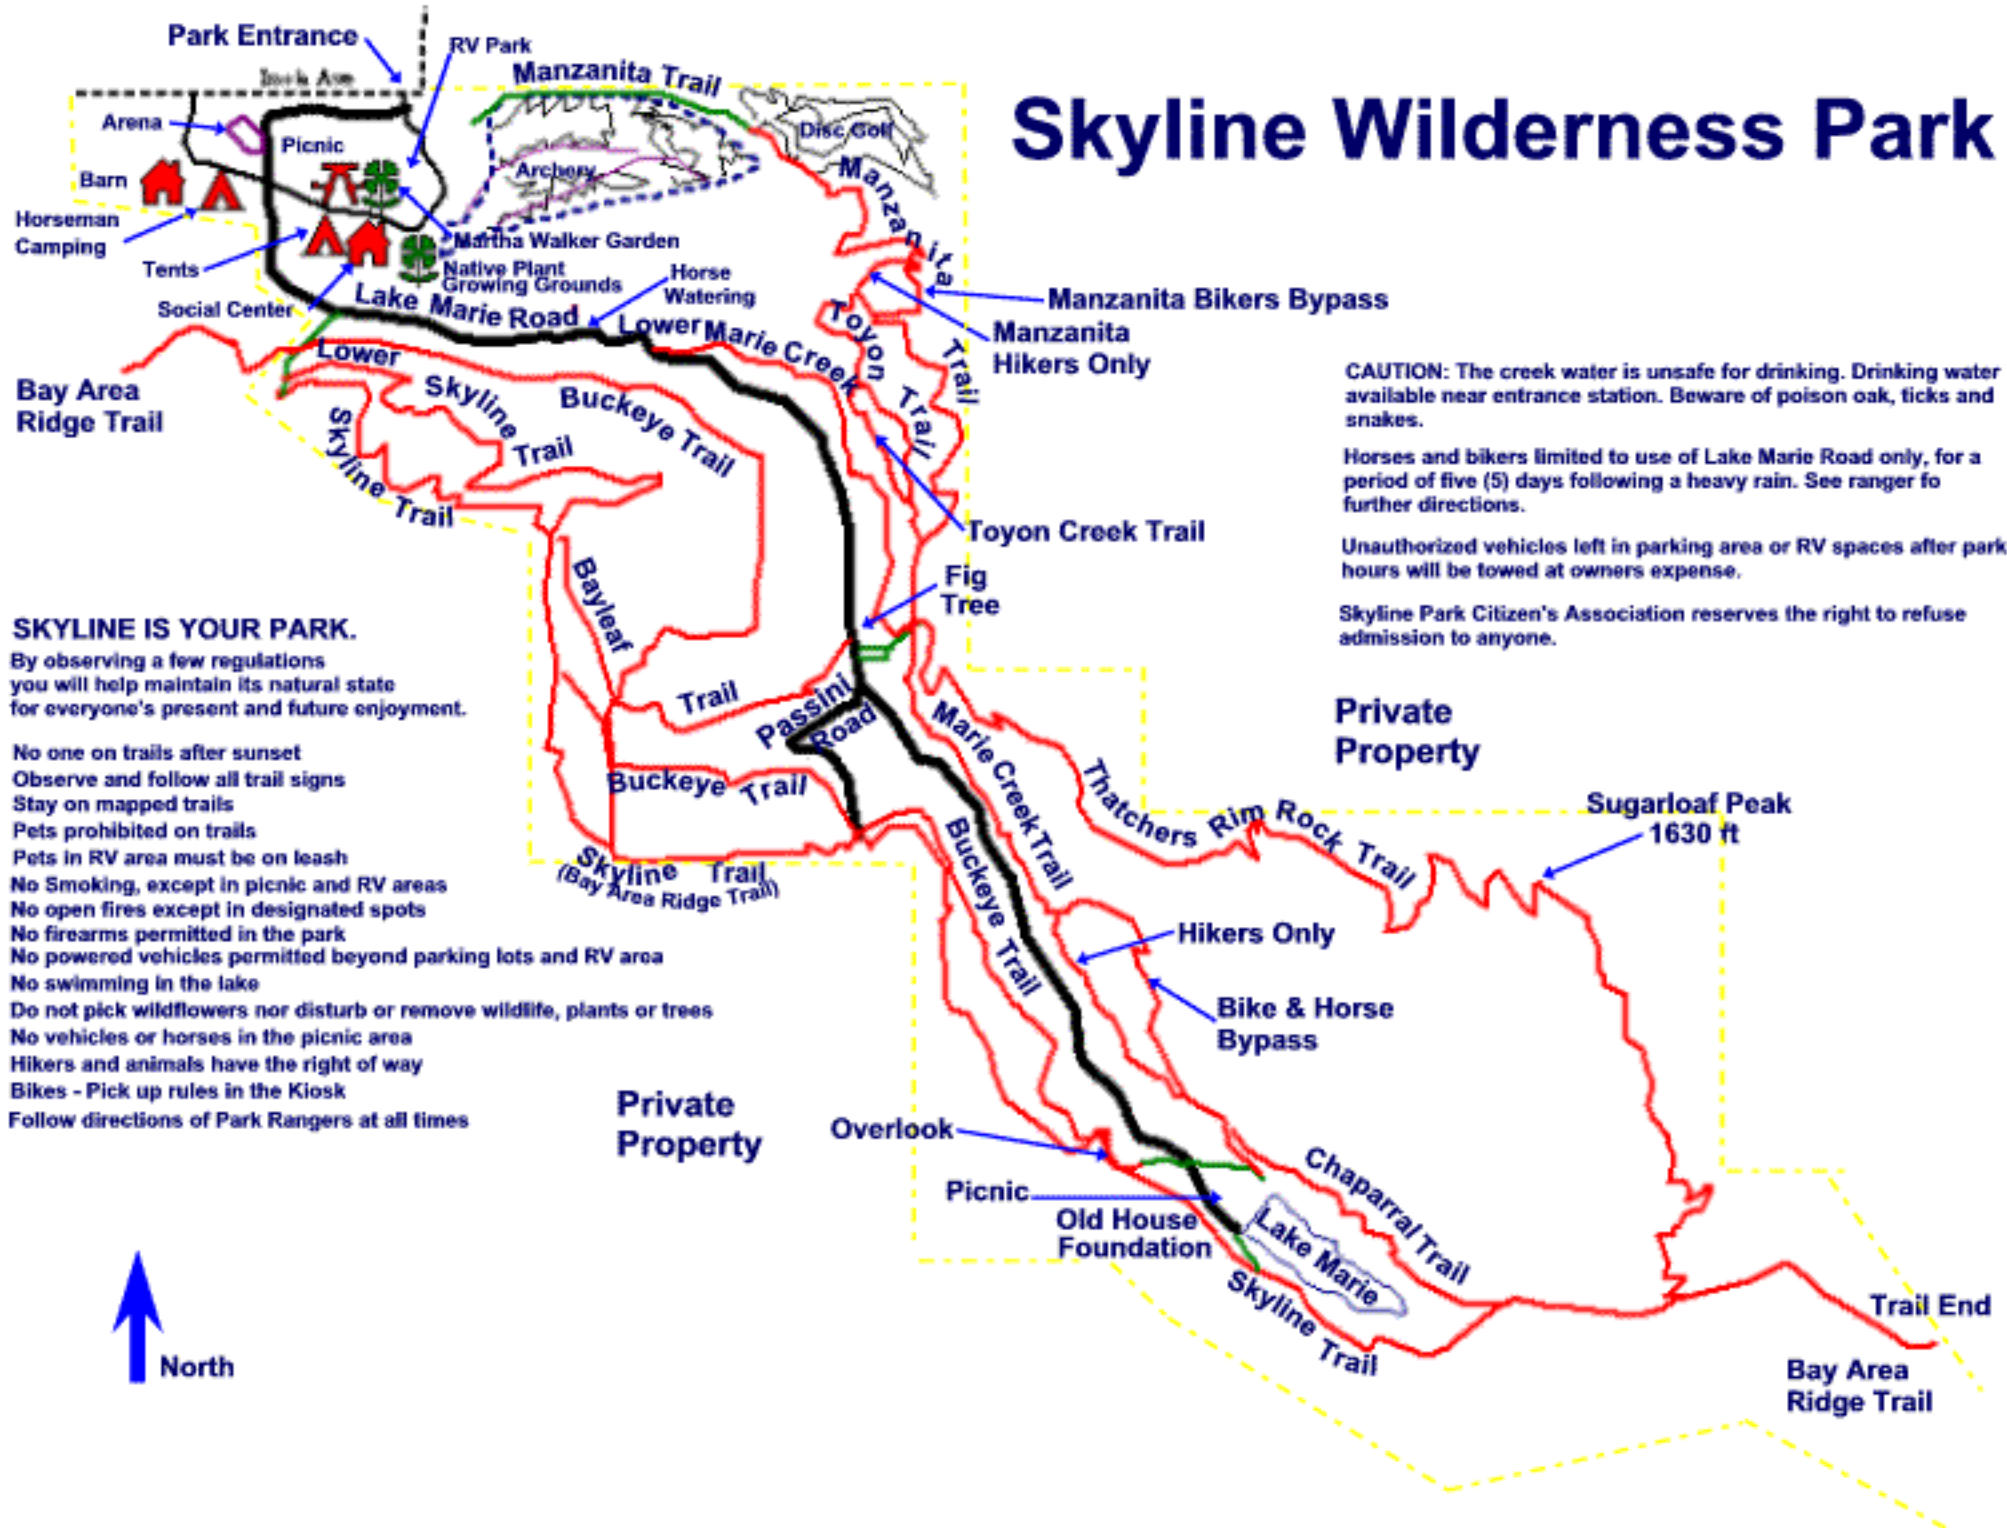 Park Entrance
RV Park
Manzanita Trail
Skyline Wilderness Park
Arena
Picnic
Disc Golf
Archery
Barn
Manzanita
Trail
Horseman
Camping
Martha Walker Garden
Tents
Native Plant
Growing Grounds
Horse
Watering
Social Center
Lake Marie Road
Manzanita Bikers Bypass
Manzanita
Hikers Only
Lower Marie Creek
Toyon Trail
Lower
Skyline
Trail
Buckeye Trail
Bay Area
Ridge Trail
Skyline Trail
CAUTION: The creek water is unsafe for drinking. Drinking water
available near entrance station. Beware of poison oak, ticks and
snakes.
Horses and bikers limited to use of Lake Marie Road only, for a
period of five (5) days following a heavy rain. See ranger fo
further directions.
Unauthorized vehicles left in parking area or RV spaces after park
hours will be towed at owners expense.
Skyline Park Citizen's Association reserves the right to refuse
admission to anyone.
Toyon Creek Trail
Fig
Tree
Bayleaf
Trail
Passini
Road
SKYLINE IS YOUR PARK.
By observing a few regulations
you will help maintain its natural state
for everyone's present and future enjoyment.
No one on trails after sunset
Observe and follow all trail signs
Stay on mapped trails
Pets prohibited on trails
Pets in RV area must be on leash
No Smoking, except in picnic and RV areas
No open fires except in designated spots
No firearms permitted in the park
No powered vehicles permitted beyond parking lots and RV area
No swimming in the lake
Do not pick wildflowers nor disturb or remove wildlife, plants or trees
No vehicles or horses in the picnic area
Hikers and animals have the right of way
Bikes - Pick up rules in the Kiosk
Follow directions of Park Rangers at all times
Private
Property
Marie Creek Trail
Thatchers Rim Rock Trail
Sugarloaf Peak
1630 ft
Buckeye Trail
Skyline Trail
(Bay Area Ridge Trail)
Buckeye Trail
Hikers Only
Bike & Horse
Bypass
Private
Property
Overlook
Picnic
Old House
Foundation
Chaparral Trail
Lake Marie
Skyline Trail
Trail End
Bay Area
Ridge Trail
North